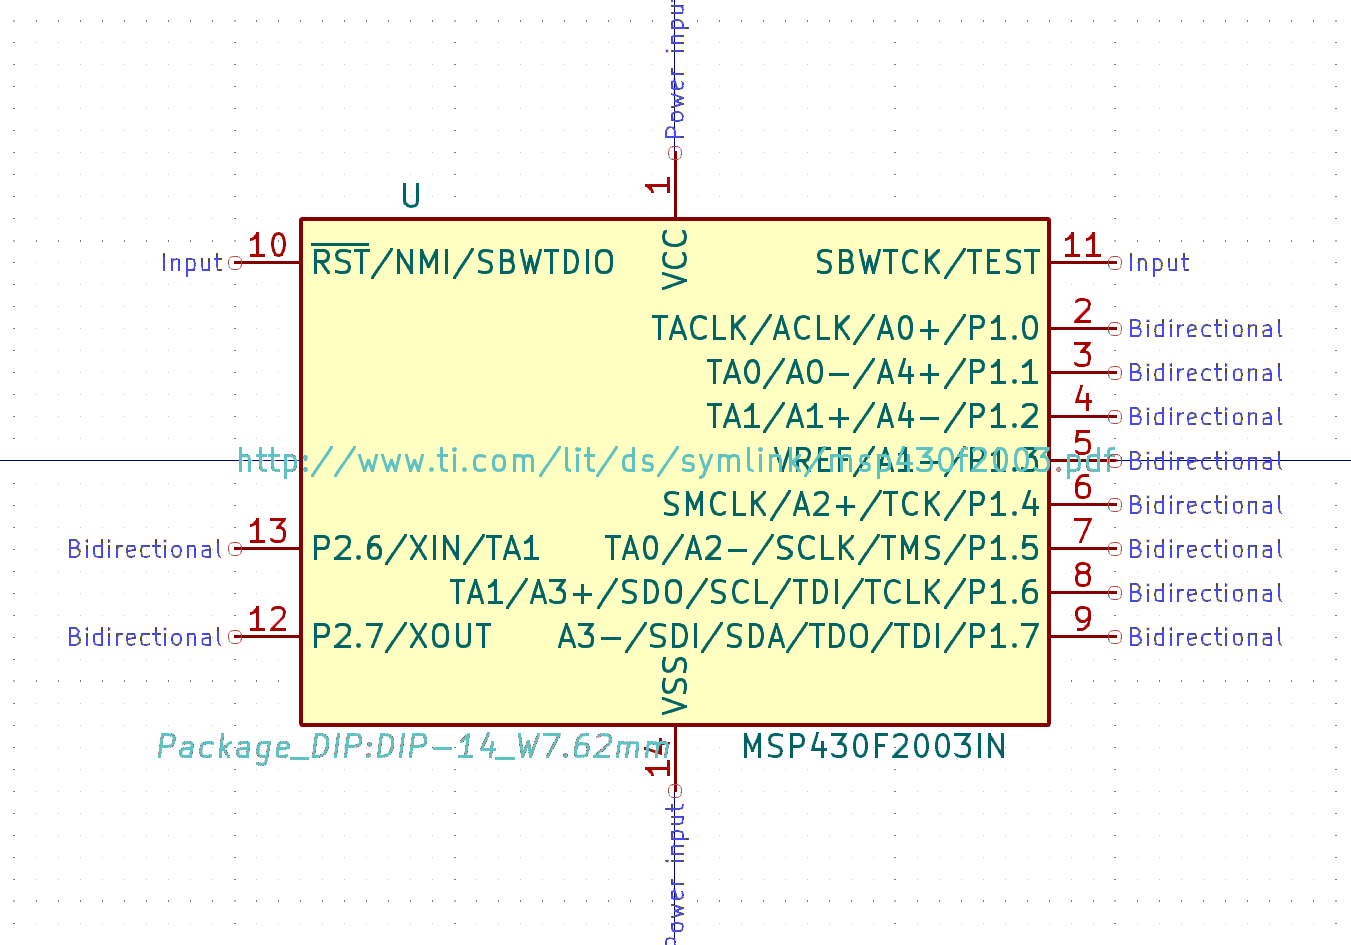 Power input
1
U
VCC
Input 10 RST/NMI/SBWTDIO SBWTCK/TEST 11 Input
TACLK/ACLK/A0+/P1.0 2 Bidirectional
TA0/A0-/A4+/P1.1 3 Bidirectional
TA1/A1+/A4-/P1.2 4 Bidirectional
VREF/A1-/P1.3 5 Bidirectional
http://www.ti.com/lit/ds/symlink/msp430f2003.pdf
SMCLK/A2+/TCK/P1.4 6 Bidirectional
Bidirectional 13 P2.6/XIN/TA1 TA0/A2-/SCLK/TMS/P1.5 7 Bidirectional
TA1/A3+/SDO/SCL/TDI/TCLK/P1.6 8 Bidirectional
Bidirectional 12 P2.7/XOUT A3-/SDI/SDA/TDO/TDI/P1.7 9 Bidirectional
VSS
Package_DIP:DIP-14_W7.62mm MSP430F2003IN
14
Power input